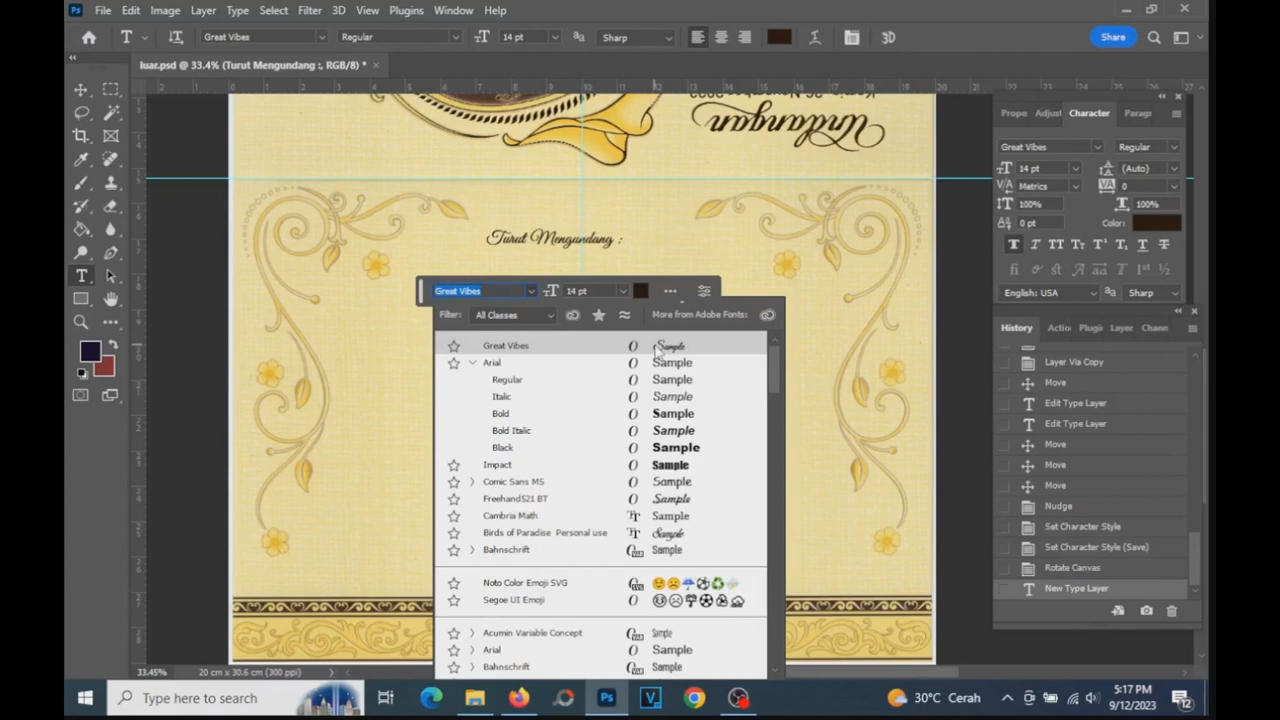 Ps File Edit Image Layer Type Select Filter 3D View Plugins Window Help
T Great Vibes Regular 14 pt aa Sharp 3D Share
luar.psd @ 33.4% (Turut Mengundang :, RGB/8) *
Undangan
Turut Mengundang :
Great Vibes 14 pt
Filter: All Classes More from Adobe Fonts:
Great Vibes Sample
Arial Sample
Regular Sample
Italic Sample
Bold Sample
Bold Italic Sample
Black Sample
Impact Sample
Comic Sans MS Sample
Freehand521 BT Sample
Cambria Math Sample
Birds of Paradise Personal use Sample
Bahnschrift Sample
Noto Color Emoji SVG
Segoe UI Emoji
Acumin Variable Concept Sample
Arial Sample
Bahnschrift Sample
Prope Adjust Character Paragr
Great Vibes Regular
14 pt (Auto)
Metrics 0
100% 100%
0 pt Color:
English: USA aa Sharp
History Actio Plugi Layer Chann
Layer Via Copy
Move
Edit Type Layer
Edit Type Layer
Move
Move
Move
Nudge
Set Character Style
Set Character Style (Save)
Rotate Canvas
New Type Layer
33.45% 20 cm x 30.6 cm (300 ppi)
Type here to search
30°C Cerah
5:17 PM
9/12/2023
12